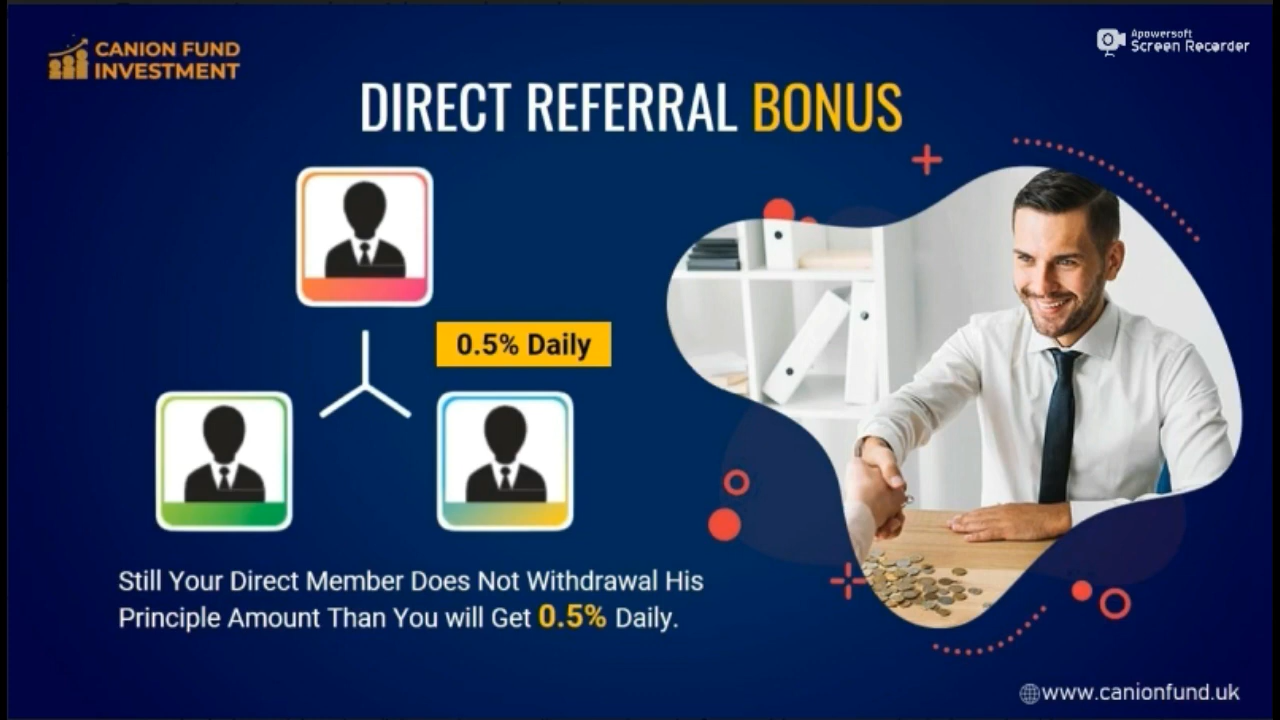 CANION FUND
INVESTMENT
Apowersoft
Screen Recorder
DIRECT REFERRAL BONUS
0.5% Daily
Still Your Direct Member Does Not Withdrawal His
Principle Amount Than You will Get 0.5% Daily.
www.canionfund.uk